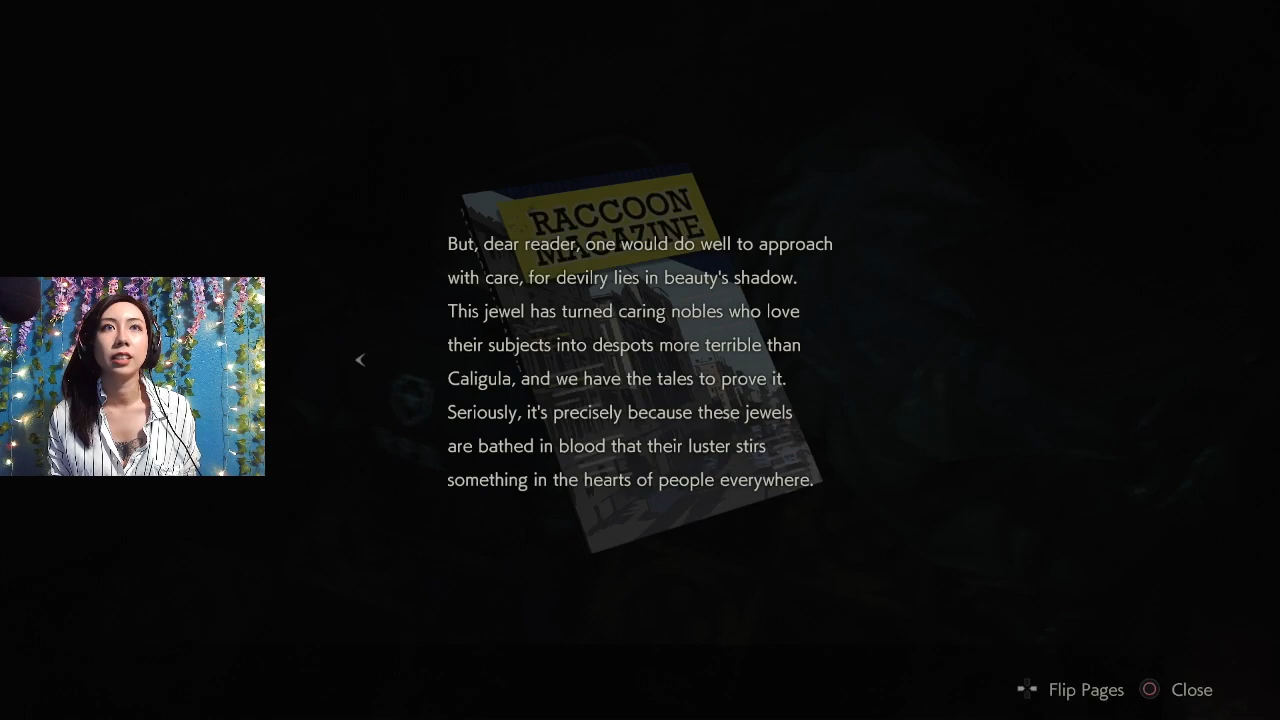 RACCOON
MAGAZINE
But, dear reader, one would do well to approach
with care, for devilry lies in beauty's shadow.
This jewel has turned caring nobles who love
their subjects into despots more terrible than
Caligula, and we have the tales to prove it.
Seriously, it's precisely because these jewels
are bathed in blood that their luster stirs
something in the hearts of people everywhere.
Flip Pages
Close